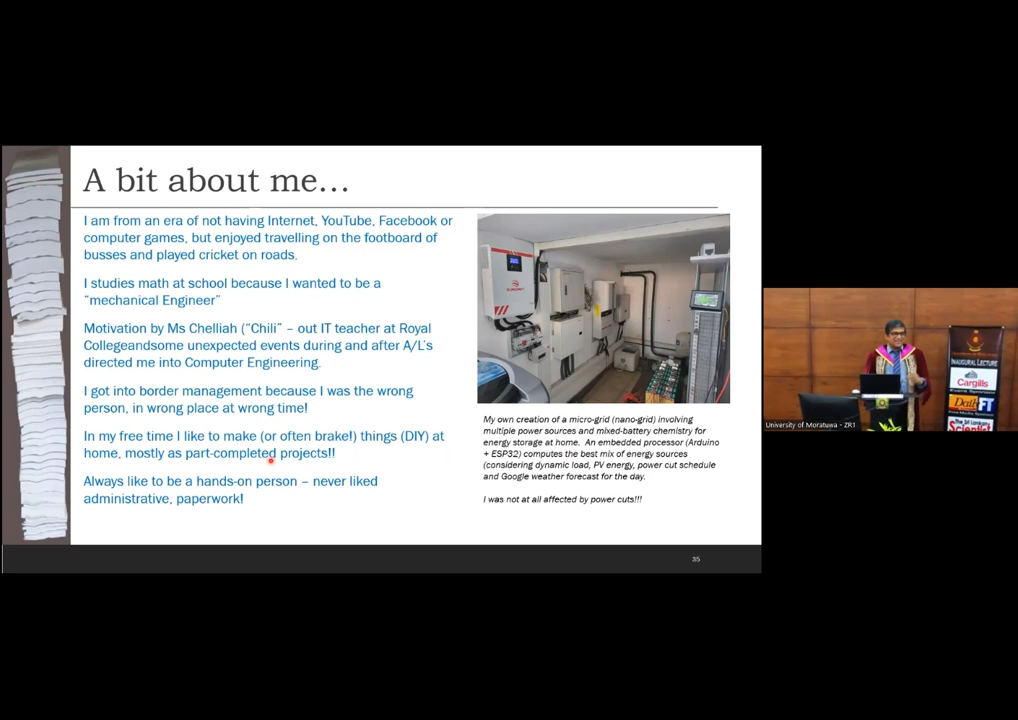 A bit about me...
I am from an era of not having Internet, YouTube, Facebook or
computer games, but enjoyed travelling on the footboard of
busses and played cricket on roads.
I studies math at school because I wanted to be a
"mechanical Engineer"
Motivation by Ms Chelliah ("Chili" – out IT teacher at Royal
Collegeandsome unexpected events during and after A/L's
directed me into Computer Engineering.
I got into border management because I was the wrong
person, in wrong place at wrong time!
In my free time I like to make (or often brake!) things (DIY) at
home, mostly as part-completed projects!!
Always like to be a hands-on person – never liked
administrative, paperwork!
My own creation of a micro-grid (nano-grid) involving
multiple power sources and mixed-battery chemistry for
energy storage at home. An embedded processor (Arduino
+ ESP32) computes the best mix of energy sources
(considering dynamic load, PV energy, power cut schedule
and Google weather forecast for the day.
I was not at all affected by power cuts!!!
35
INAUGURAL LECTURE
Cargills
Daily FT
The Sri Lankan
Scientist
University of Moratuwa - ZR1